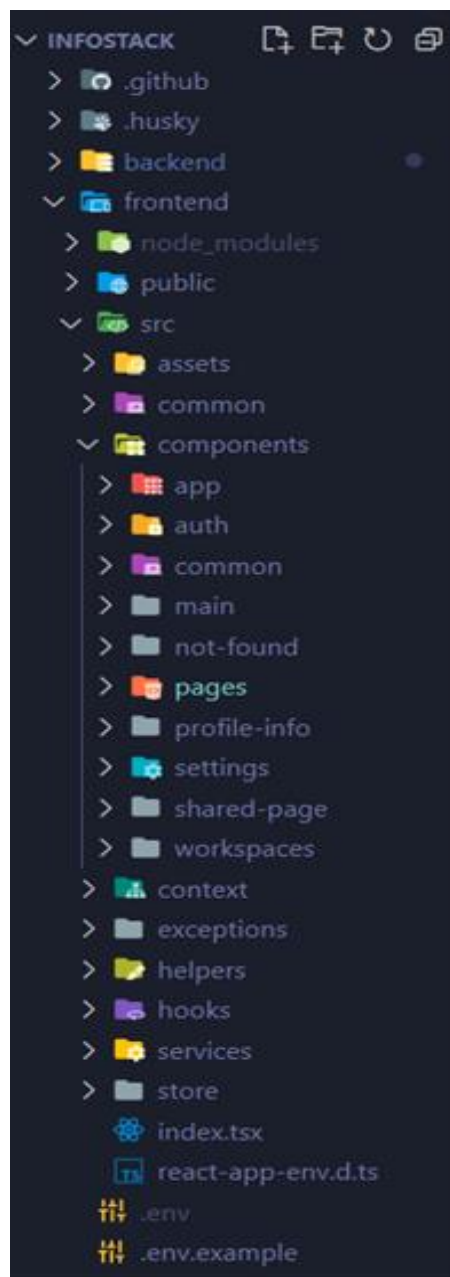 INFOSTACK
.github
.husky
backend
frontend
node_modules
public
src
assets
common
components
app
auth
common
main
not-found
pages
profile-info
settings
shared-page
workspaces
context
exceptions
helpers
hooks
services
store
index.tsx
TS react-app-env.d.ts
.env
.env.example